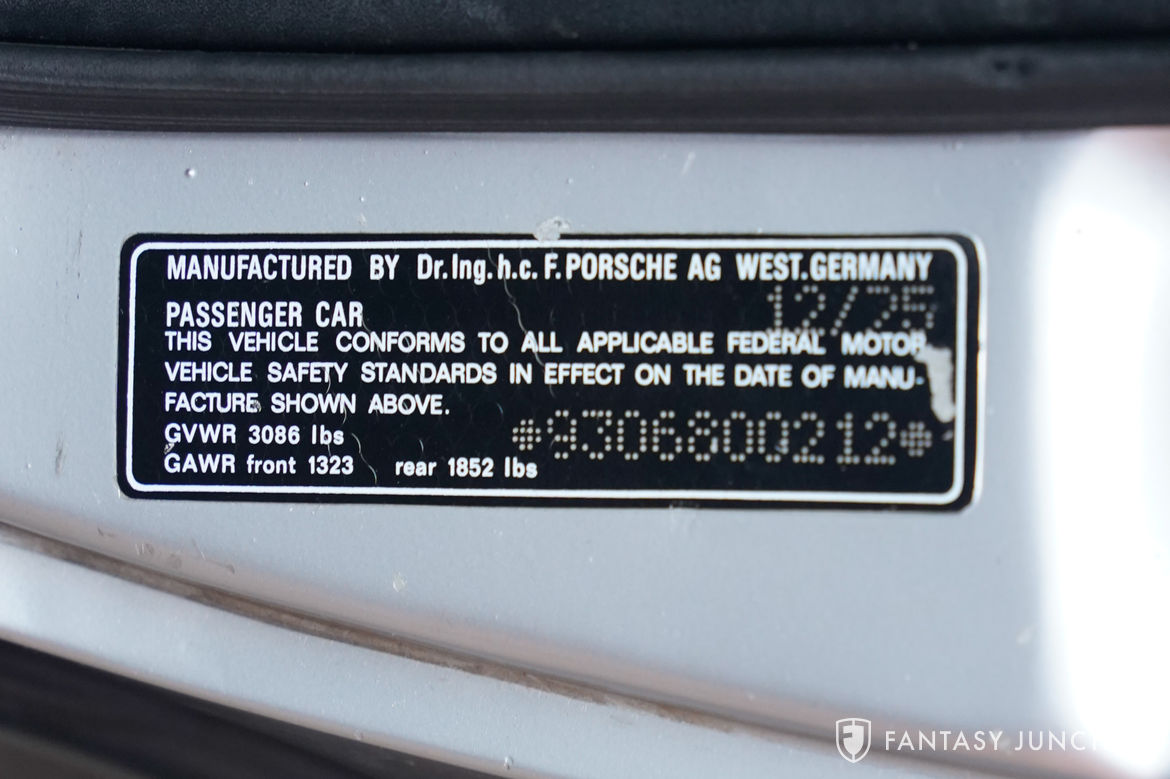 MANUFACTURED BY Dr.Ing.h.c.F.PORSCHE AG WEST.GERMANY
12/75
PASSENGER CAR
THIS VEHICLE CONFORMS TO ALL APPLICABLE FEDERAL MOTOR
VEHICLE SAFETY STANDARDS IN EFFECT ON THE DATE OF MANU-
FACTURE SHOWN ABOVE.
GVWR 3086 lbs *9306800212*
GAWR front 1323 rear 1852 lbs
FANTASY JUNC